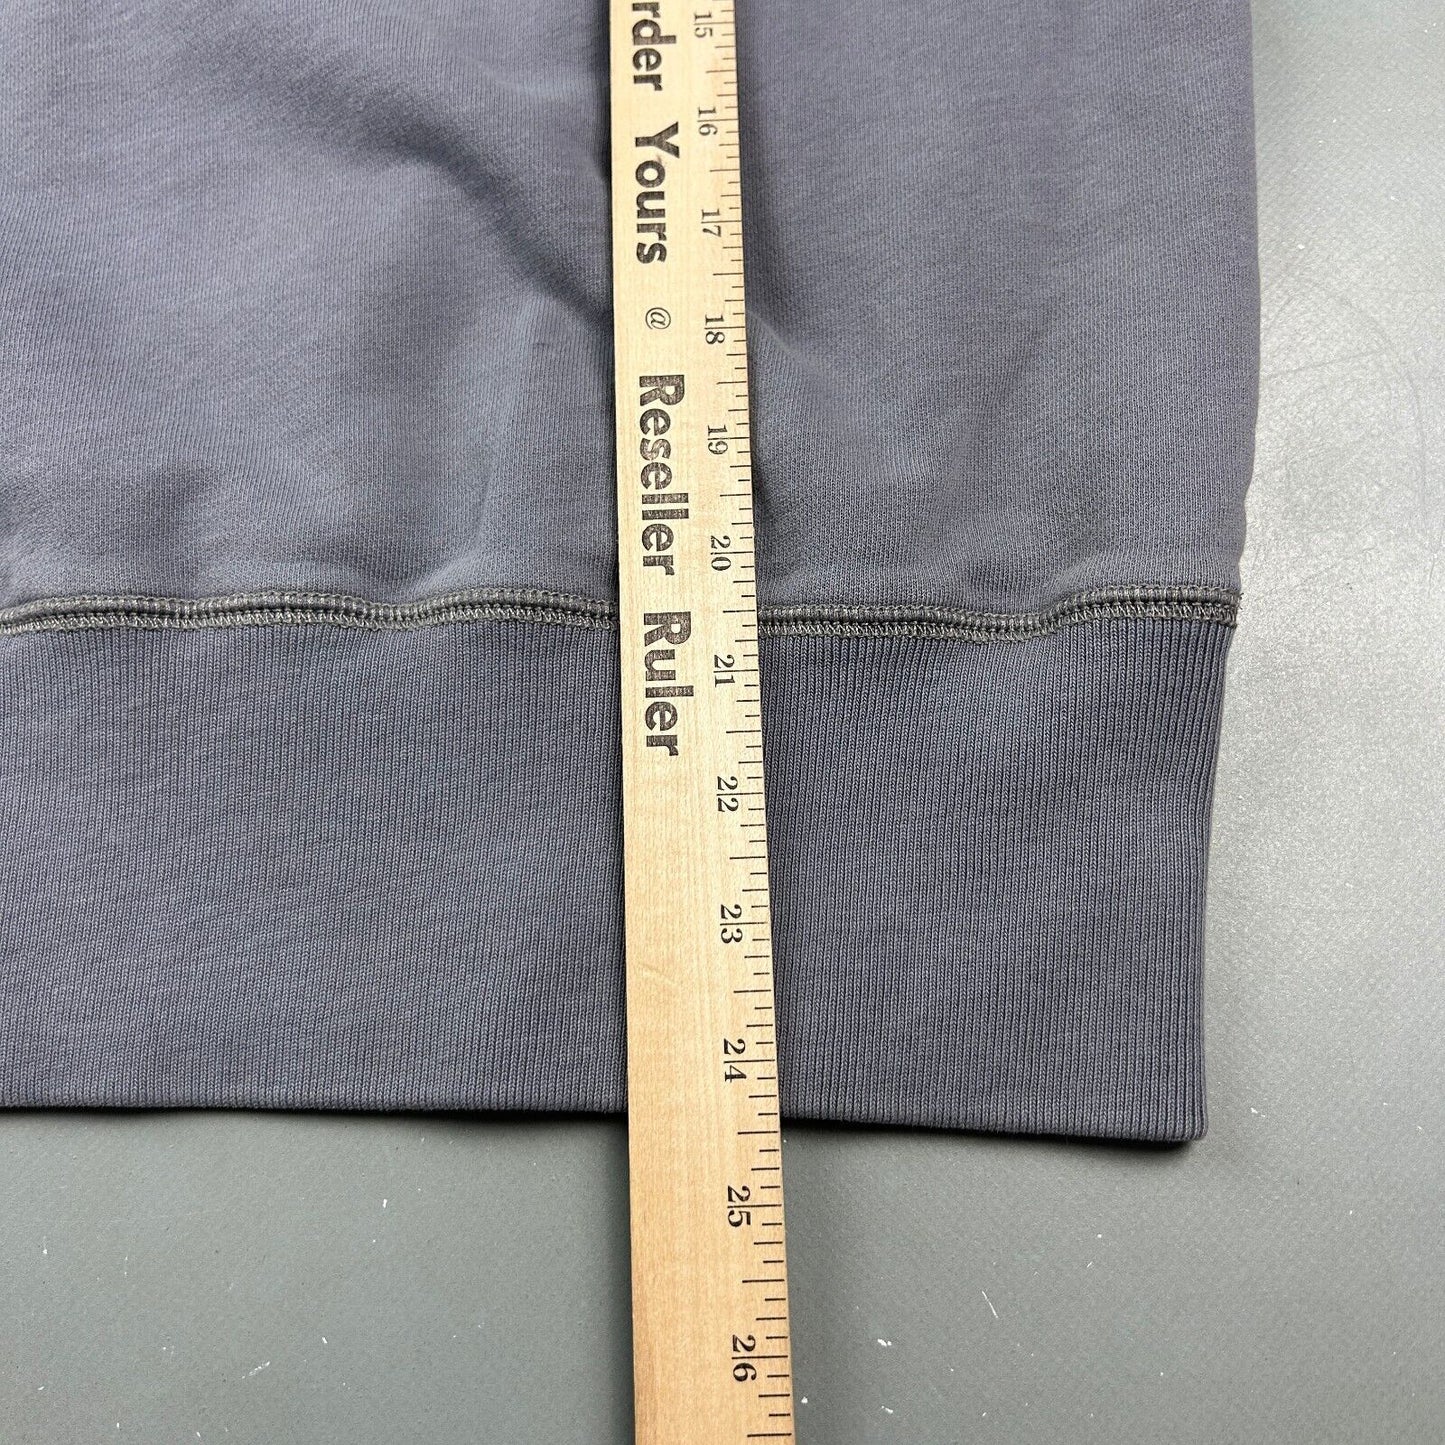 rder Yours @ Reseller Ruler
15 16 17 18 19 20 21 22 23 24 25 26